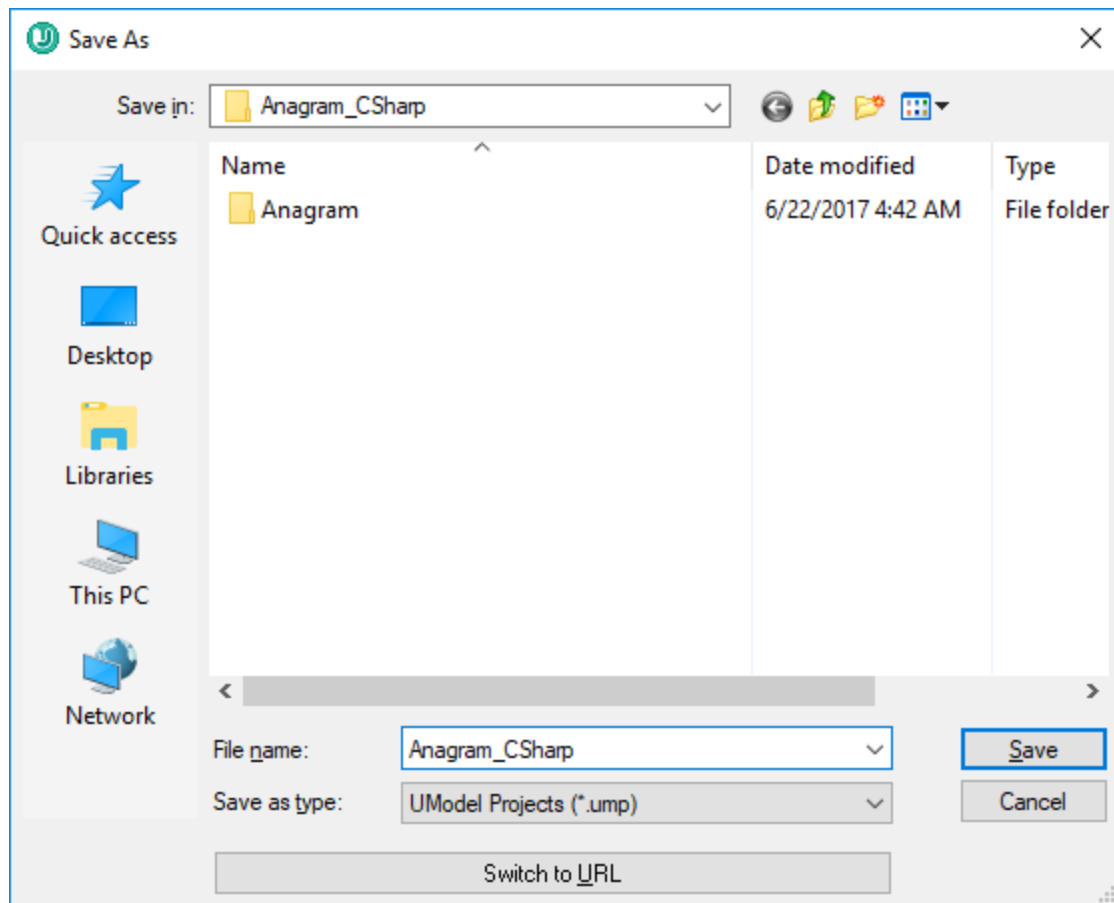 Save As
Save in: Anagram_CSharp
Name Date modified Type
Anagram 6/22/2017 4:42 AM File folder
Quick access
Desktop
Libraries
This PC
Network
File name: Anagram_CSharp Save
Save as type: UModel Projects (*.ump) Cancel
Switch to URL